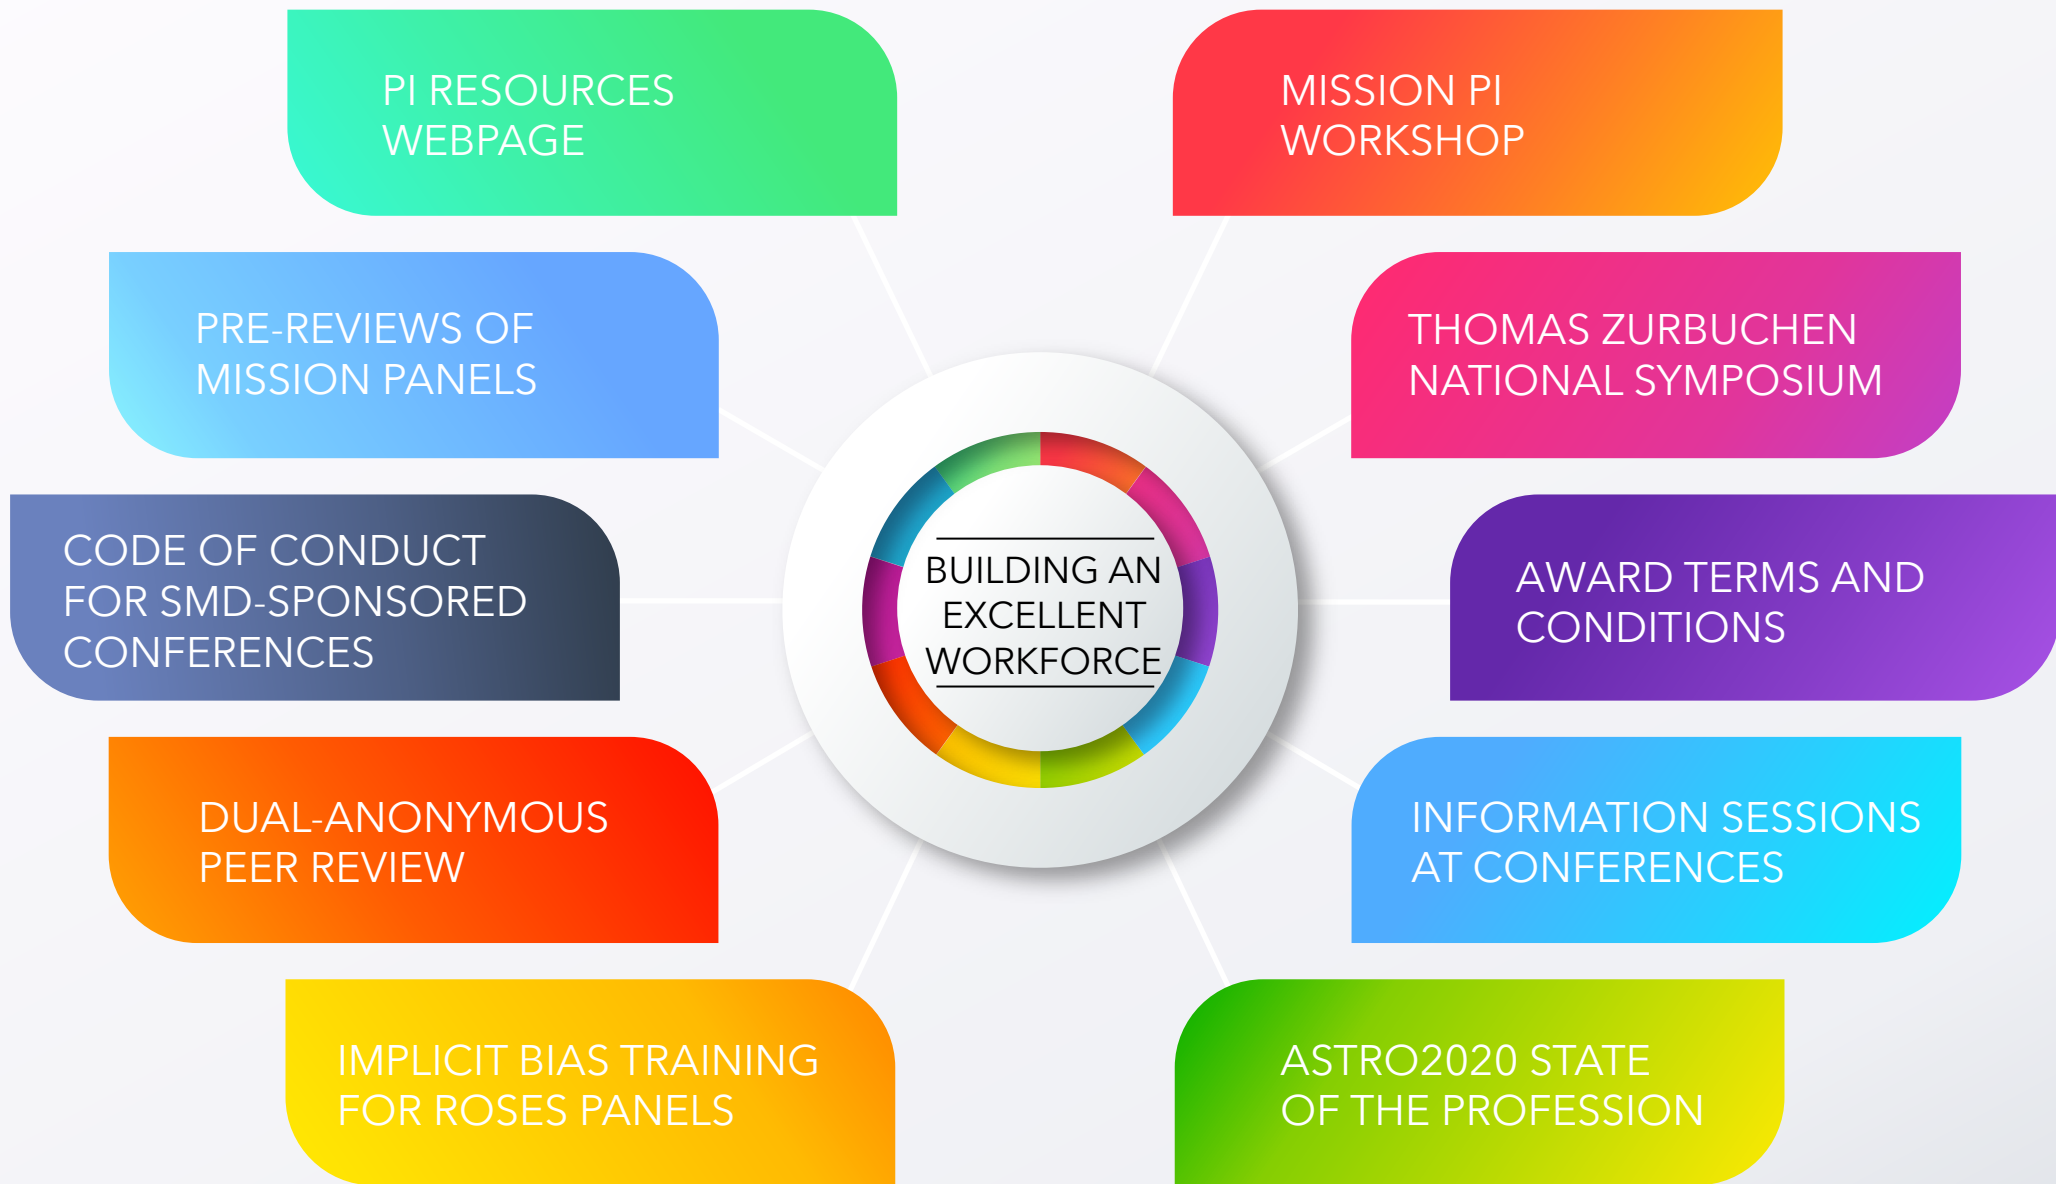 PI RESOURCES
WEBPAGE
MISSION PI
WORKSHOP
PRE-REVIEWS OF
MISSION PANELS
THOMAS ZURBUCHEN
NATIONAL SYMPOSIUM
CODE OF CONDUCT
FOR SMD-SPONSORED
CONFERENCES
BUILDING AN
EXCELLENT
WORKFORCE
AWARD TERMS AND
CONDITIONS
DUAL-ANONYMOUS
PEER REVIEW
INFORMATION SESSIONS
AT CONFERENCES
IMPLICIT BIAS TRAINING
FOR ROSES PANELS
ASTRO2020 STATE
OF THE PROFESSION